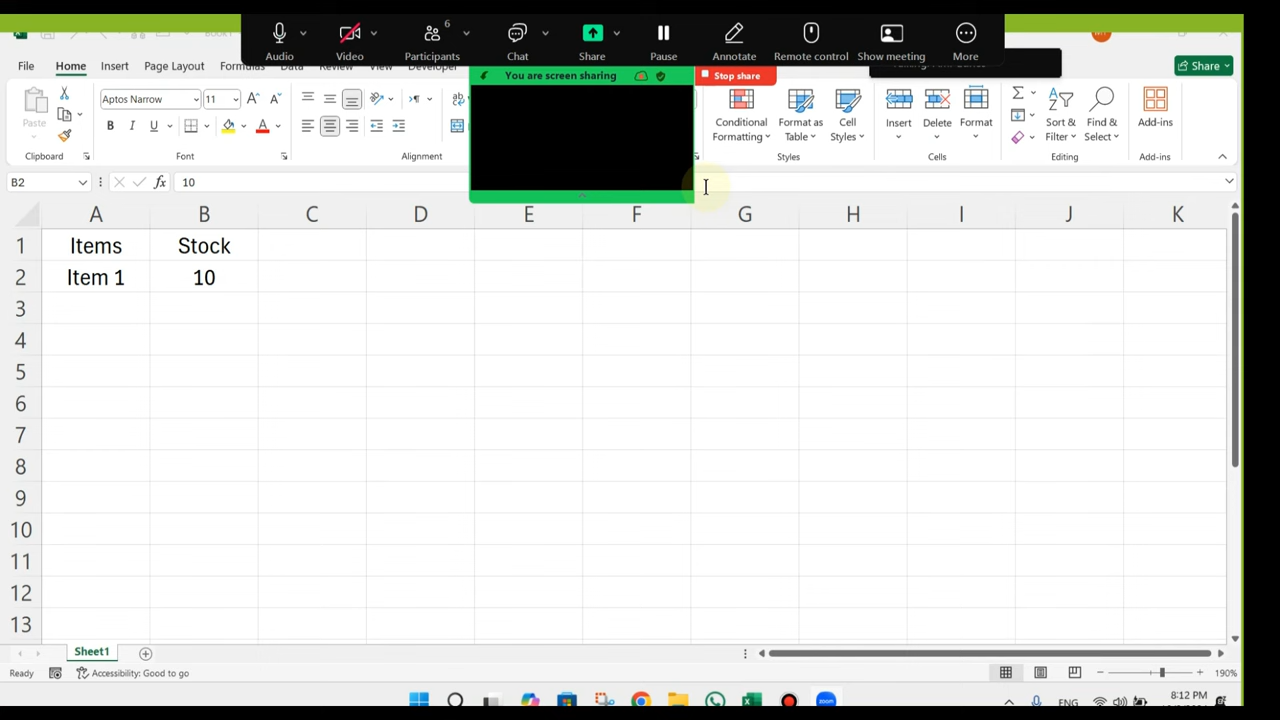 6
Audio Video Participants Chat Share Pause Annotate Remote control Show meeting More
You are screen sharing Stop share
File Home Insert Page Layout Formulas Data Review View Developer Share
Paste Aptos Narrow 11 Conditional Formatting Format as Table Cell Styles Insert Delete Format Sort & Filter Find & Select Add-ins
Clipboard Font Alignment Styles Cells Editing Add-ins
B2 fx 10
A B C D E F G H I J K
1 Items Stock
2 Item 1 10
3
4
5
6
7
8
9
10
11
12
13
Sheet1
Ready Accessibility: Good to go 190%
ENG 8:12 PM